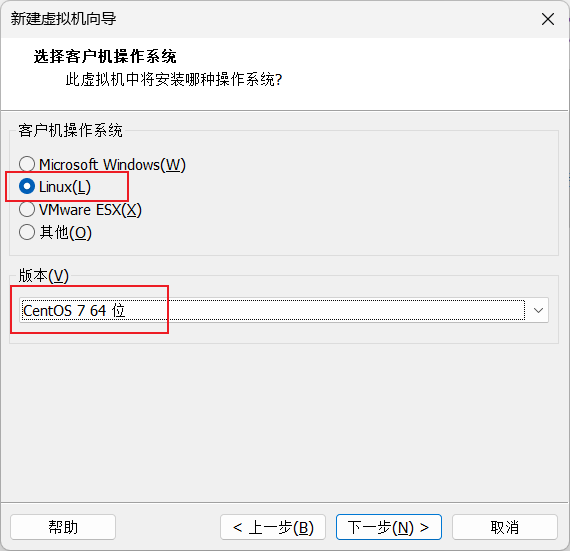 新建虚拟机向导
选择客户机操作系统
此虚拟机中将安装哪种操作系统?
客户机操作系统
Microsoft Windows(W)
Linux(L)
VMware ESX(X)
其他(O)
版本(V)
CentOS 7 64 位
帮助
< 上一步(B)
下一步(N) >
取消